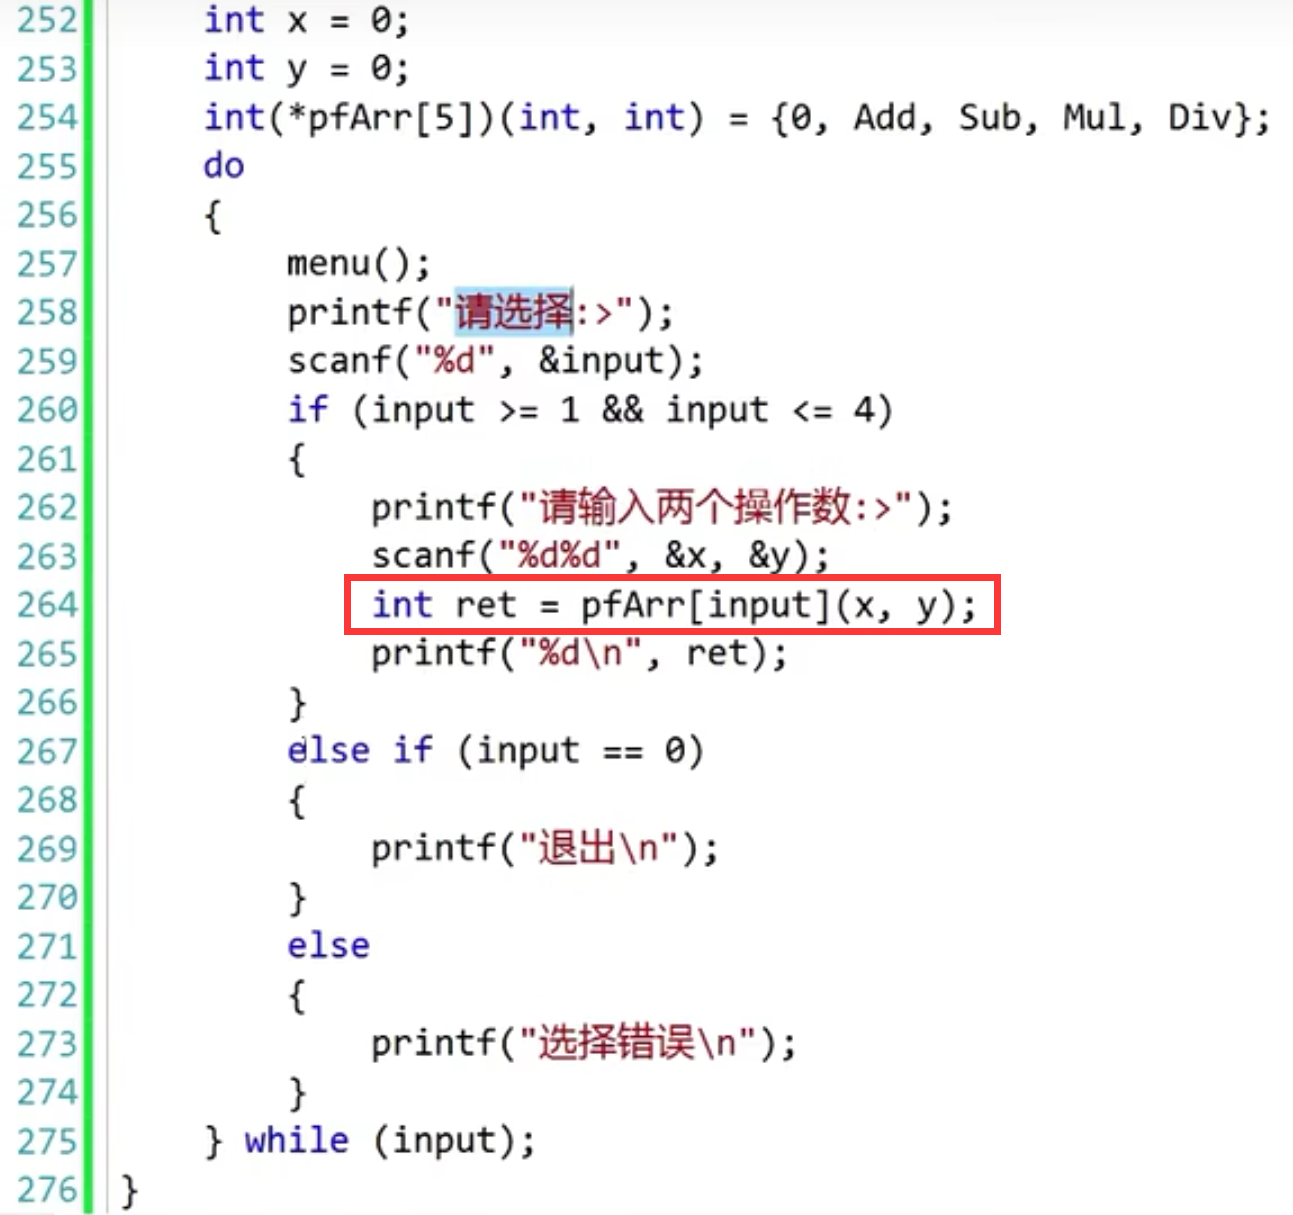 252 int x = 0;
253 int y = 0;
254 int(*pfArr[5])(int, int) = {0, Add, Sub, Mul, Div};
255 do
256 {
257 menu();
258 printf("请选择:>");
259 scanf("%d", &input);
260 if (input >= 1 && input <= 4)
261 {
262 printf("请输入两个操作数:>");
263 scanf("%d%d", &x, &y);
264 int ret = pfArr[input](x, y);
265 printf("%d\n", ret);
266 }
267 else if (input == 0)
268 {
269 printf("退出\n");
270 }
271 else
272 {
273 printf("选择错误\n");
274 }
275 } while (input);
276 }